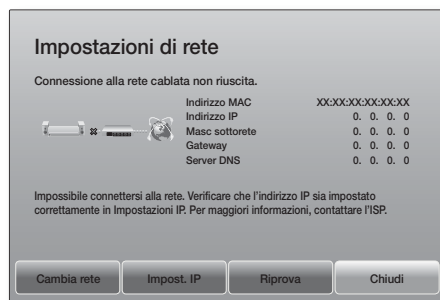 Impostazioni di rete
Connessione alla rete cablata non riuscita.
Indirizzo MAC XX:XX:XX:XX:XX:XX
Indirizzo IP 0. 0. 0. 0
Masc sottorete 0. 0. 0. 0
Gateway 0. 0. 0. 0
Server DNS 0. 0. 0. 0
Impossibile connettersi alla rete. Verificare che l'indirizzo IP sia impostato
correttamente in Impostazioni IP. Per maggiori informazioni, contattare l'ISP.
Cambia rete Impost. IP Riprova Chiudi